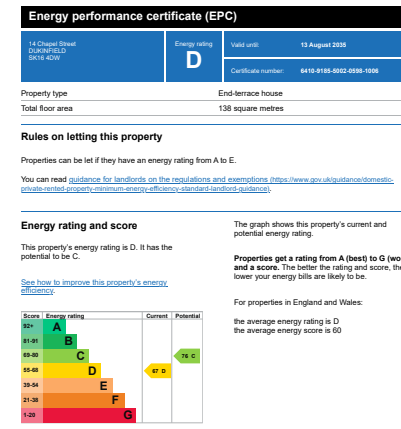 Energy performance certificate (EPC)
14 Chapel Street
DUKINFIELD
SK16 4DW
Energy rating
D
Valid until:
13 August 2035
Certificate number:
6410-9185-5002-0598-1006
Property type
End-terrace house
Total floor area
138 square metres
Rules on letting this property
Properties can be let if they have an energy rating from A to E.
You can read guidance for landlords on the regulations and exemptions (https://www.gov.uk/guidance/domestic-
private-rented-property-minimum-energy-efficiency-standard-landlord-guidance).
Energy rating and score
This property's energy rating is D. It has the
potential to be C.
See how to improve this property's energy
efficiency.
Score Energy rating Current Potential
92+ A
81-91 B
69-80 C 76 C
55-68 D 67 D
39-54 E
21-38 F
1-20 G
The graph shows this property's current and
potential energy rating.
Properties get a rating from A (best) to G (wo
and a score. The better the rating and score, the
lower your energy bills are likely to be.
For properties in England and Wales:
the average energy rating is D
the average energy score is 60